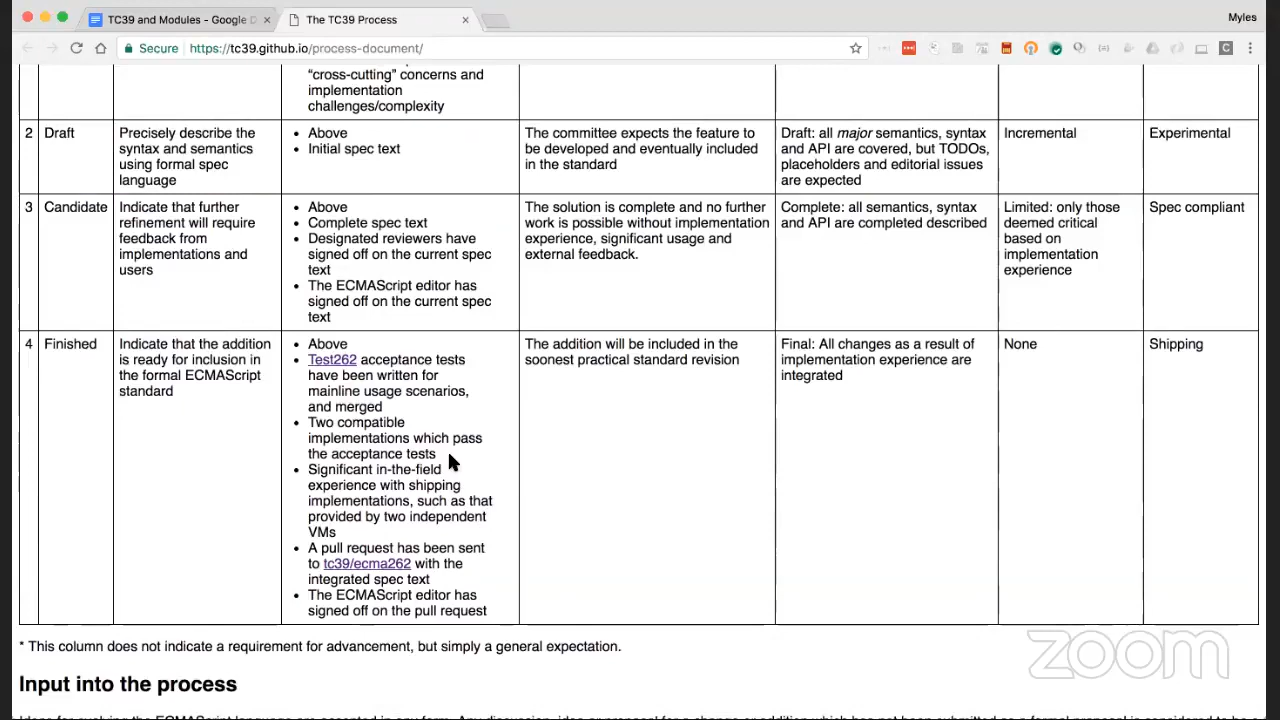 TC39 and Modules - Google D
The TC39 Process
Myles
Secure
https://tc39.github.io/process-document/
"cross-cutting" concerns and
implementation
challenges/complexity
2
Draft
Precisely describe the
syntax and semantics
using formal spec
language
• Above
• Initial spec text
The committee expects the feature to
be developed and eventually included
in the standard
Draft: all major semantics, syntax
and API are covered, but TODOs,
placeholders and editorial issues
are expected
Incremental
Experimental
3
Candidate
Indicate that further
refinement will require
feedback from
implementations and
users
• Above
• Complete spec text
• Designated reviewers have
signed off on the current spec
text
• The ECMAScript editor has
signed off on the current spec
text
The solution is complete and no further
work is possible without implementation
experience, significant usage and
external feedback.
Complete: all semantics, syntax
and API are completed described
Limited: only those
deemed critical
based on
implementation
experience
Spec compliant
4
Finished
Indicate that the addition
is ready for inclusion in
the formal ECMAScript
standard
• Above
• Test262 acceptance tests
have been written for
mainline usage scenarios,
and merged
• Two compatible
implementations which pass
the acceptance tests
• Significant in-the-field
experience with shipping
implementations, such as that
provided by two independent
VMs
• A pull request has been sent
to tc39/ecma262 with the
integrated spec text
• The ECMAScript editor has
signed off on the pull request
The addition will be included in the
soonest practical standard revision
Final: All changes as a result of
implementation experience are
integrated
None
Shipping
* This column does not indicate a requirement for advancement, but simply a general expectation.
zoom
Input into the process